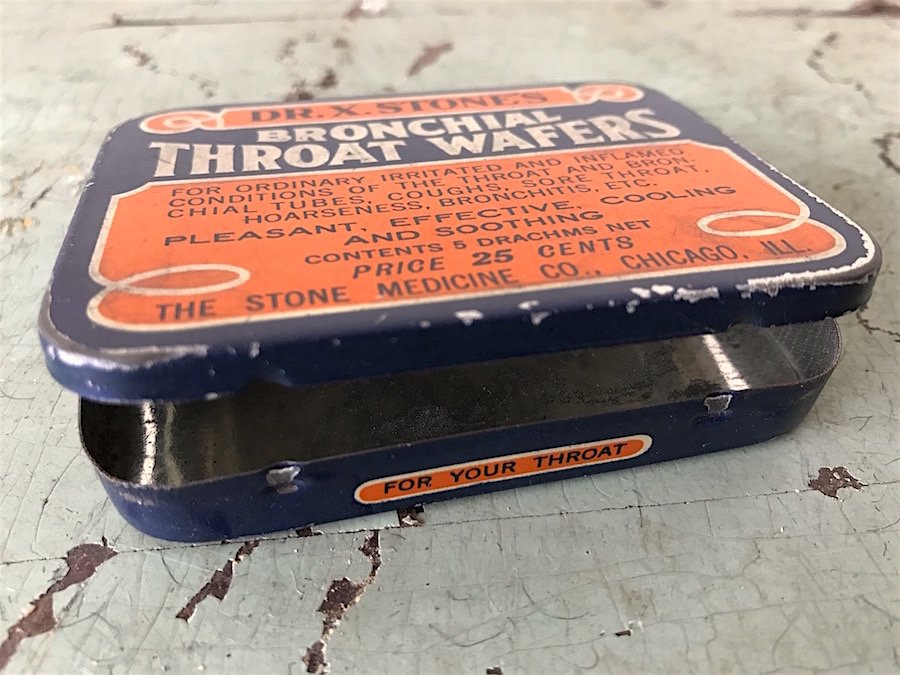 DR. X. STONE'S
BRONCHIAL
THROAT WAFERS
FOR ORDINARY IRRITATED AND INFLAMED
CONDITIONS OF THE THROAT AND BRON-
CHIAL TUBES, COUGHS, SORE THROAT,
HOARSENESS, BRONCHITIS, ETC.
PLEASANT, EFFECTIVE, COOLING
AND SOOTHING
CONTENTS 5 DRACHMS NET
PRICE 25 CENTS
THE STONE MEDICINE CO., CHICAGO, ILL.
FOR YOUR THROAT